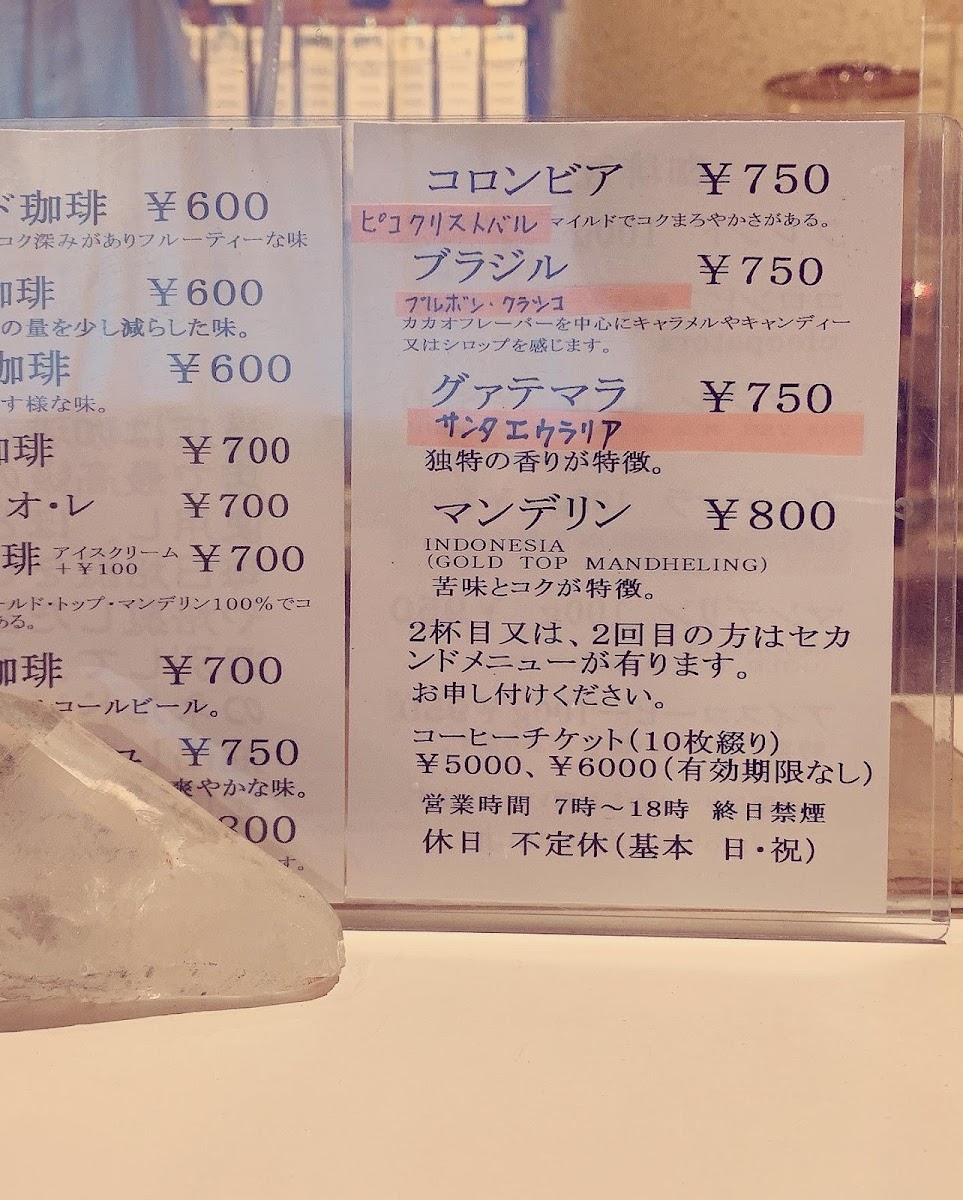 ド珈琲 ￥600
コク深みがありフルーティーな味
珈琲 ￥600
の量を少し減らした味。
珈琲 ￥600
す様な味。
珈琲 ￥700
オ・レ ￥700
琲 アイスクリーム ￥700
＋￥100
ールド・トップ・マンデリン100％でコ
ある。
珈琲 ￥700
コールビール。
￥750
爽やかな味。
800
す。
コロンビア ￥750
ピコクリストバル マイルドでコクまろやかさがある。
ブラジル ￥750
ブルボン・クラシコ
カカオフレーバーを中心にキャラメルやキャンディー
又はシロップを感じます。
グァテマラ ￥750
サンタエウラリア
独特の香りが特徴。
マンデリン ￥800
INDONESIA
(GOLD TOP MANDHELING)
苦味とコクが特徴。
2杯目又は、2回目の方はセカ
ンドメニューが有ります。
お申し付けください。
コーヒーチケット(10枚綴り)
￥5000、￥6000(有効期限なし)
営業時間 7時～18時 終日禁煙
休日 不定休(基本 日・祝)